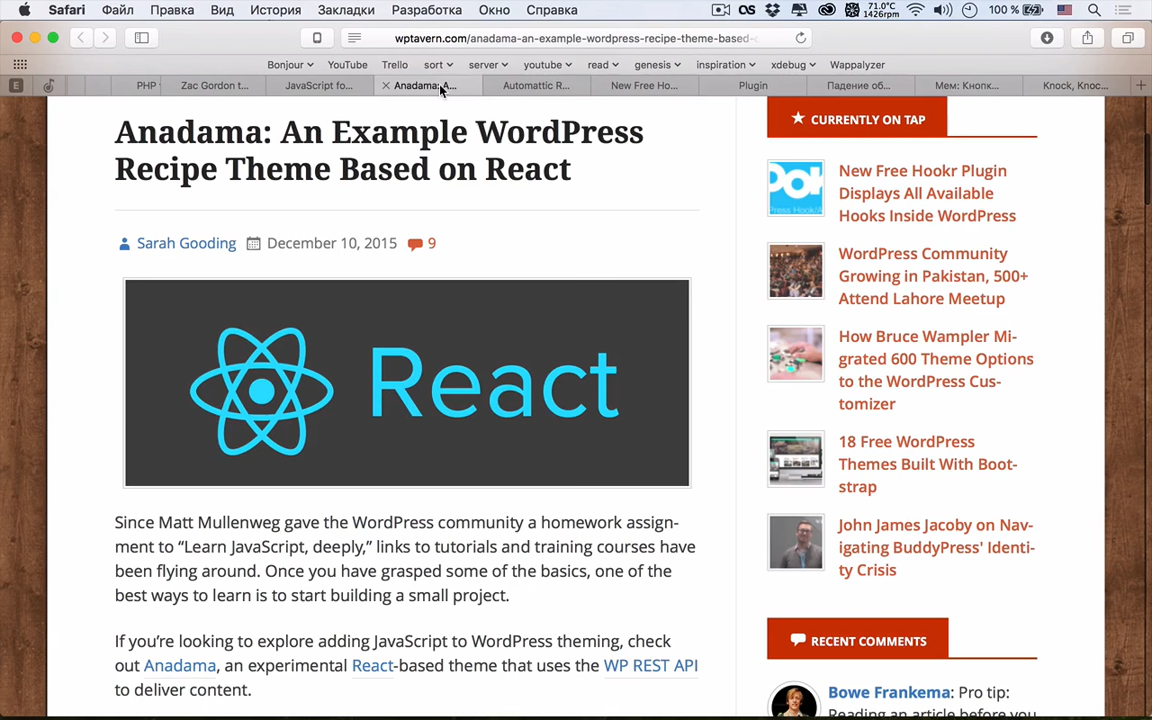 Safari Файл Правка Вид История Закладки Разработка Окно Справка 71.0°C 1426rpm 100 %
wptavern.com/anadama-an-example-wordpress-recipe-theme-based-
Bonjour YouTube Trello sort server youtube read genesis inspiration xdebug Wappalyzer
E PHP Zac Gordon t... JavaScript fo... Anadama: A... Automattic R... New Free Ho... Plugin Падение об... Мем: Кнопк... Knock, Knoc...
Anadama: An Example WordPress
Recipe Theme Based on React
Sarah Gooding December 10, 2015 9
React
Since Matt Mullenweg gave the WordPress community a homework assign-
ment to “Learn JavaScript, deeply,” links to tutorials and training courses have
been flying around. Once you have grasped some of the basics, one of the
best ways to learn is to start building a small project.
If you’re looking to explore adding JavaScript to WordPress theming, check
out Anadama, an experimental React-based theme that uses the WP REST API
to deliver content.
CURRENTLY ON TAP
New Free Hookr Plugin
Displays All Available
Hooks Inside WordPress
WordPress Community
Growing in Pakistan, 500+
Attend Lahore Meetup
How Bruce Wampler Mi-
grated 600 Theme Options
to the WordPress Cus-
tomizer
18 Free WordPress
Themes Built With Boot-
strap
John James Jacoby on Nav-
igating BuddyPress' Identi-
ty Crisis
RECENT COMMENTS
Bowe Frankema: Pro tip:
Reading an article before you